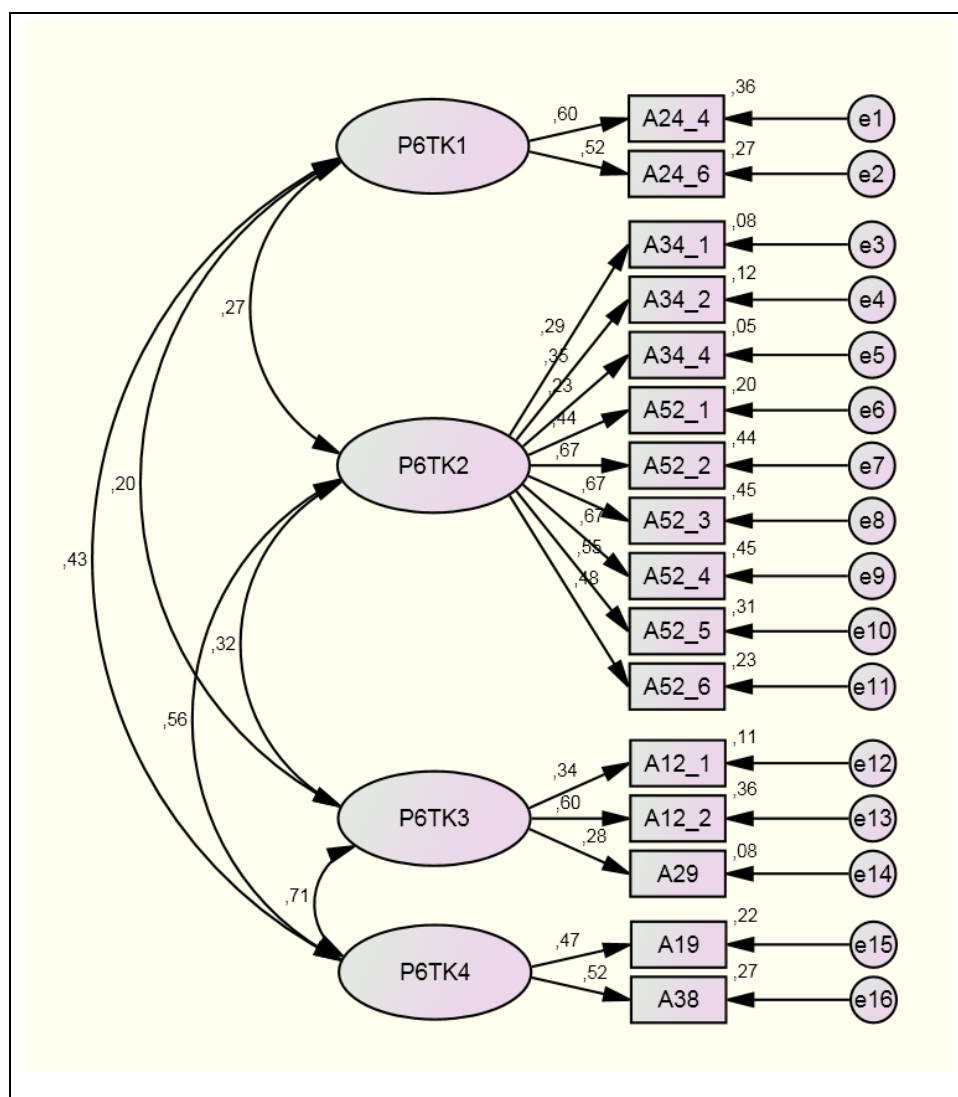 ,36
,60
A24_4
e1
P6TK1
,52
,27
A24_6
e2
,08
A34_1
e3
,12
A34_2
e4
,27
,29
,05
,35
A34_4
e5
,23
,20
,44
A52_1
e6
,44
P6TK2
,67
A52_2
e7
,20
,67
,45
,67
A52_3
e8
,43
,55
,45
,48
A52_4
e9
,31
A52_5
e10
,32
,23
A52_6
e11
,56
,11
,34
A12_1
e12
,36
P6TK3
,60
A12_2
e13
,28
,08
A29
e14
,71
,22
,47
A19
e15
P6TK4
,52
,27
A38
e16